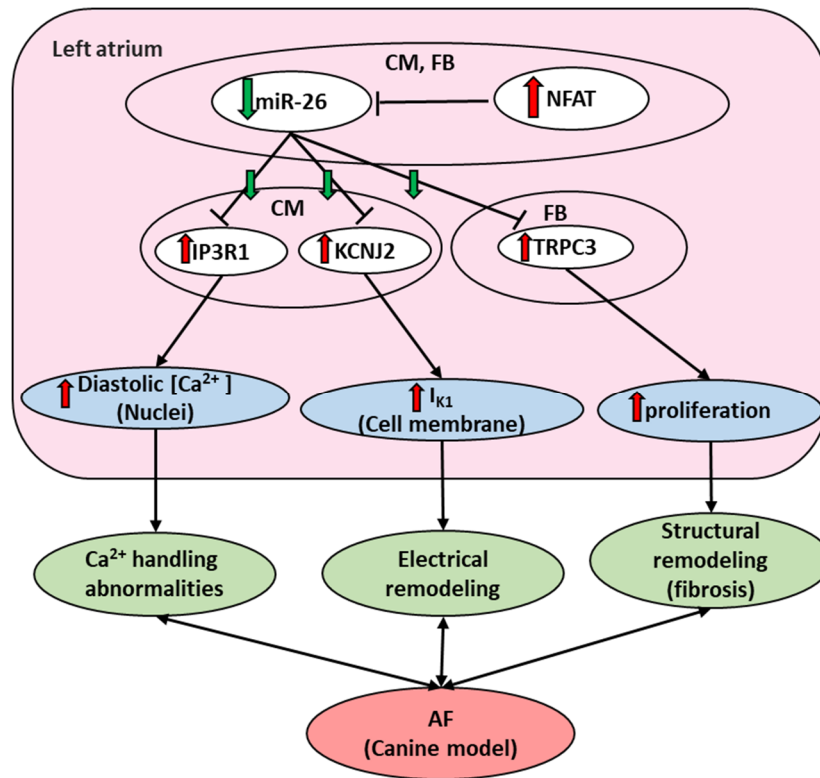 Left atrium
CM, FB
miR-26
NFAT
CM
FB
IP3R1
KCNJ2
TRPC3
Diastolic [Ca²⁺ ]
(Nuclei)
I_K1
(Cell membrane)
proliferation
Ca²⁺ handling
abnormalities
Electrical
remodeling
Structural
remodeling
(fibrosis)
AF
(Canine model)